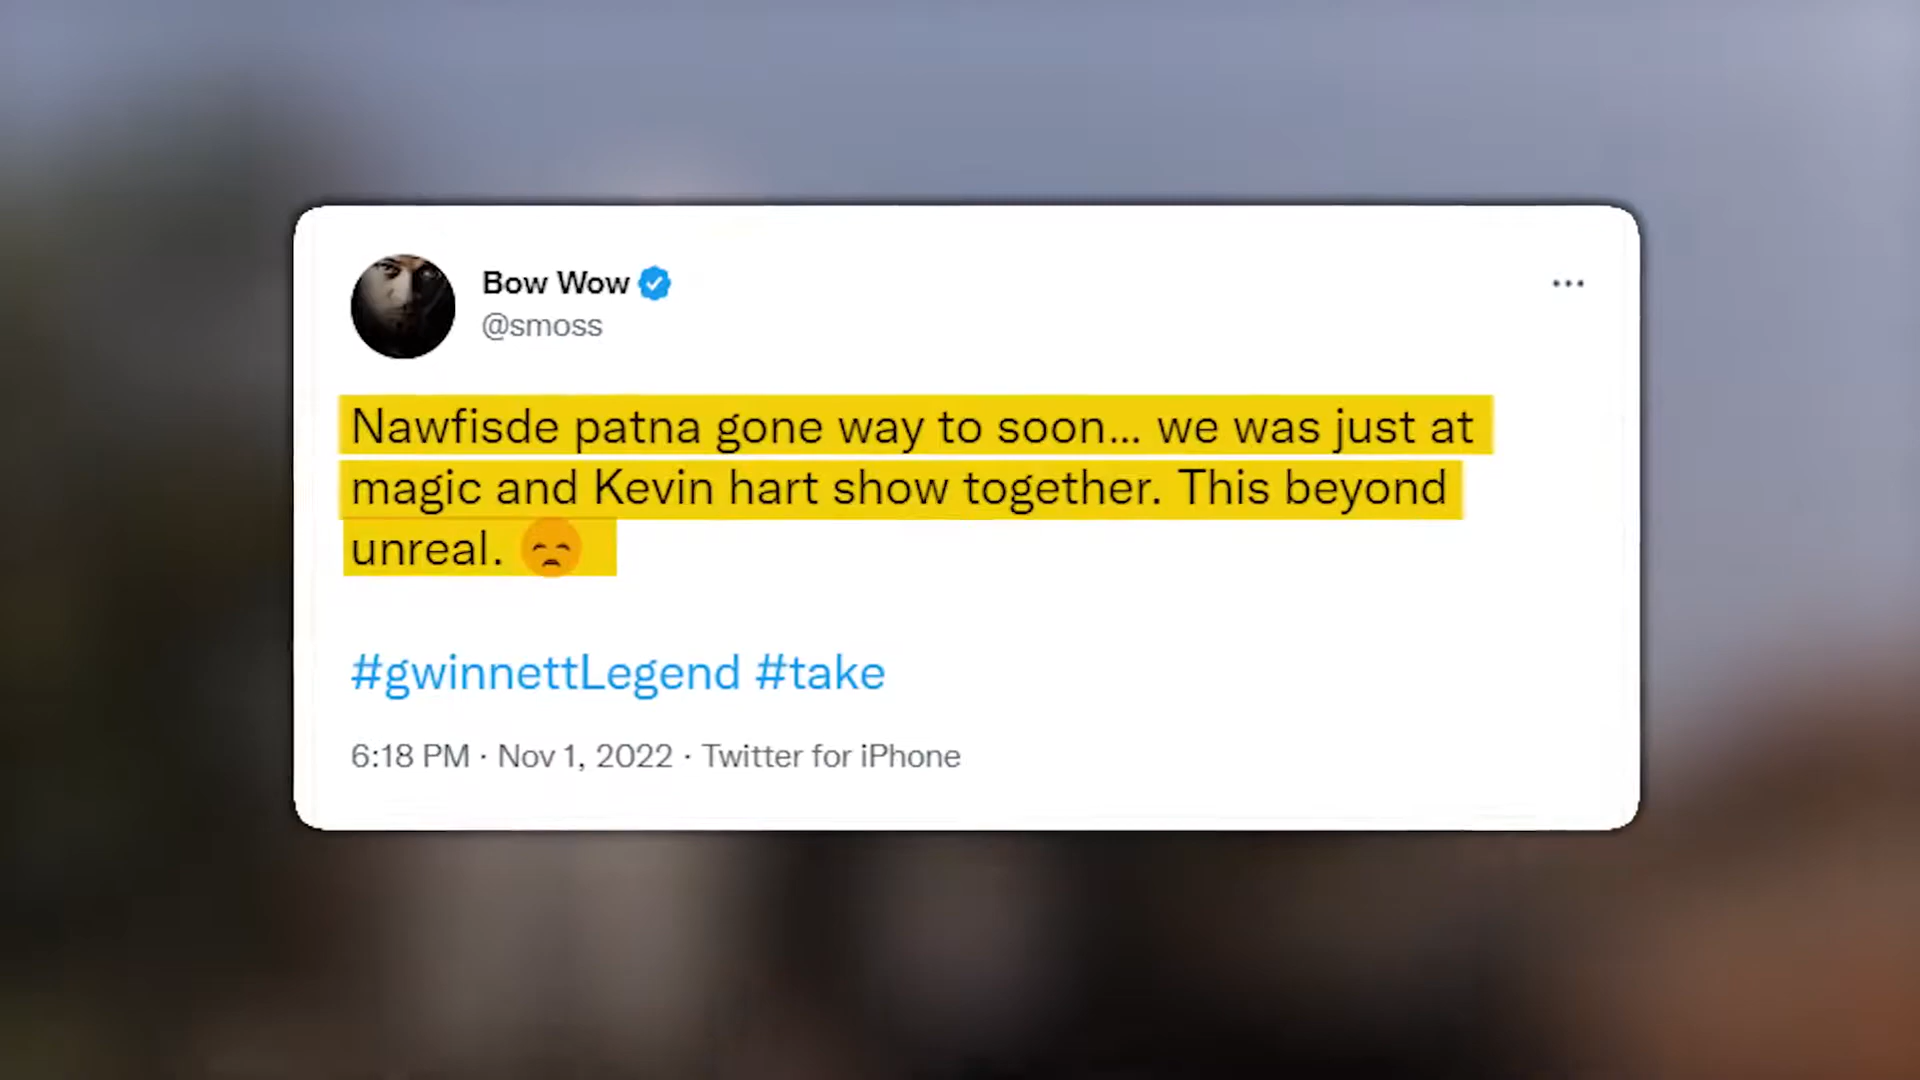 Bow Wow
@smoss
Nawfisde patna gone way to soon... we was just at
magic and Kevin hart show together. This beyond
unreal. 😞
#gwinnettLegend #take
6:18 PM · Nov 1, 2022 · Twitter for iPhone